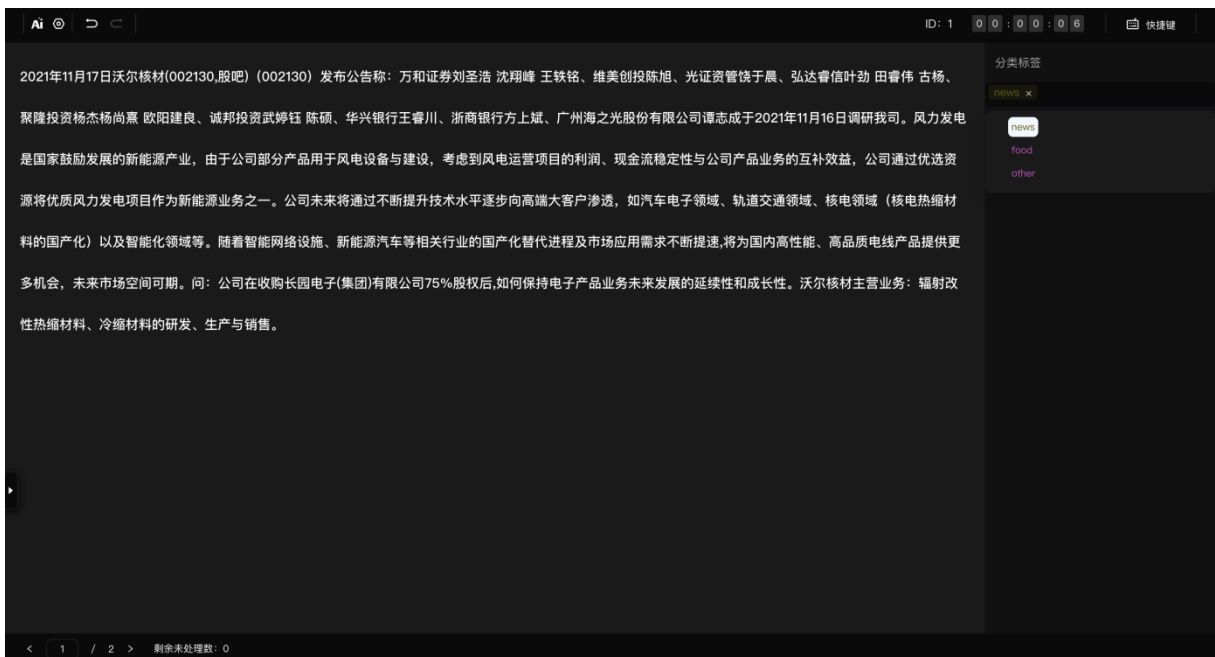 Ai
ID: 1
00:00:06
快捷键
2021年11月17日沃尔核材(002130,股吧)(002130)发布公告称：万和证券刘圣浩 沈翔峰 王轶铭、维美创投陈旭、光证资管饶于晨、弘达睿信叶劲 田睿伟 古杨、
聚隆投资杨杰杨尚熹 欧阳建良、诚邦投资武婷钰 陈硕、华兴银行王睿川、浙商银行方上斌、广州海之光股份有限公司谭志成于2021年11月16日调研我司。风力发电
是国家鼓励发展的新能源产业，由于公司部分产品用于风电设备与建设，考虑到风电运营项目的利润、现金流稳定性与公司产品业务的互补效益，公司通过优选资
源将优质风力发电项目作为新能源业务之一。公司未来将通过不断提升技术水平逐步向高端大客户渗透，如汽车电子领域、轨道交通领域、核电领域（核电热缩材
料的国产化）以及智能化领域等。随着智能网络设施、新能源汽车等相关行业的国产化替代进程及市场应用需求不断提速,将为国内高性能、高品质电线产品提供更
多机会，未来市场空间可期。问：公司在收购长园电子(集团)有限公司75%股权后,如何保持电子产品业务未来发展的延续性和成长性。沃尔核材主营业务：辐射改
性热缩材料、冷缩材料的研发、生产与销售。
分类标签
news ×
news
food
other
< 1 / 2 > 剩余未处理数：0